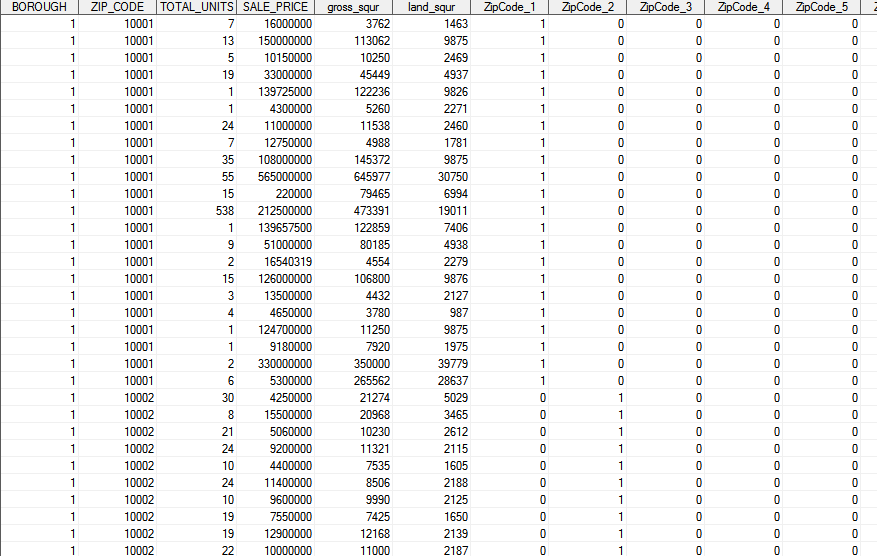 BOROUGH ZIP_CODE TOTAL_UNITS SALE_PRICE gross_squr land_squr ZipCode_1 ZipCode_2 ZipCode_3 ZipCode_4 ZipCode_5
1 10001 7 16000000 3762 1463 1 0 0 0 0
1 10001 13 150000000 113062 9875 1 0 0 0 0
1 10001 5 10150000 10250 2469 1 0 0 0 0
1 10001 19 33000000 45449 4937 1 0 0 0 0
1 10001 1 139725000 122236 9826 1 0 0 0 0
1 10001 1 4300000 5260 2271 1 0 0 0 0
1 10001 24 11000000 11538 2460 1 0 0 0 0
1 10001 7 12750000 4988 1781 1 0 0 0 0
1 10001 35 108000000 145372 9875 1 0 0 0 0
1 10001 55 565000000 645977 30750 1 0 0 0 0
1 10001 15 220000 79465 6994 1 0 0 0 0
1 10001 538 212500000 473391 19011 1 0 0 0 0
1 10001 1 139657500 122859 7406 1 0 0 0 0
1 10001 9 51000000 80185 4938 1 0 0 0 0
1 10001 2 16540319 4554 2279 1 0 0 0 0
1 10001 15 126000000 106800 9876 1 0 0 0 0
1 10001 3 13500000 4432 2127 1 0 0 0 0
1 10001 4 4650000 3780 987 1 0 0 0 0
1 10001 1 124700000 11250 9875 1 0 0 0 0
1 10001 1 9180000 7920 1975 1 0 0 0 0
1 10001 2 330000000 350000 39779 1 0 0 0 0
1 10001 6 5300000 265562 28637 1 0 0 0 0
1 10002 30 4250000 21274 5029 0 1 0 0 0
1 10002 8 15500000 20968 3465 0 1 0 0 0
1 10002 21 5060000 10230 2612 0 1 0 0 0
1 10002 24 9200000 11321 2115 0 1 0 0 0
1 10002 10 4400000 7535 1605 0 1 0 0 0
1 10002 24 11400000 8506 2188 0 1 0 0 0
1 10002 10 9600000 9990 2125 0 1 0 0 0
1 10002 19 7550000 7425 1650 0 1 0 0 0
1 10002 19 12900000 12168 2139 0 1 0 0 0
1 10002 22 10000000 11000 2187 0 1 0 0 0